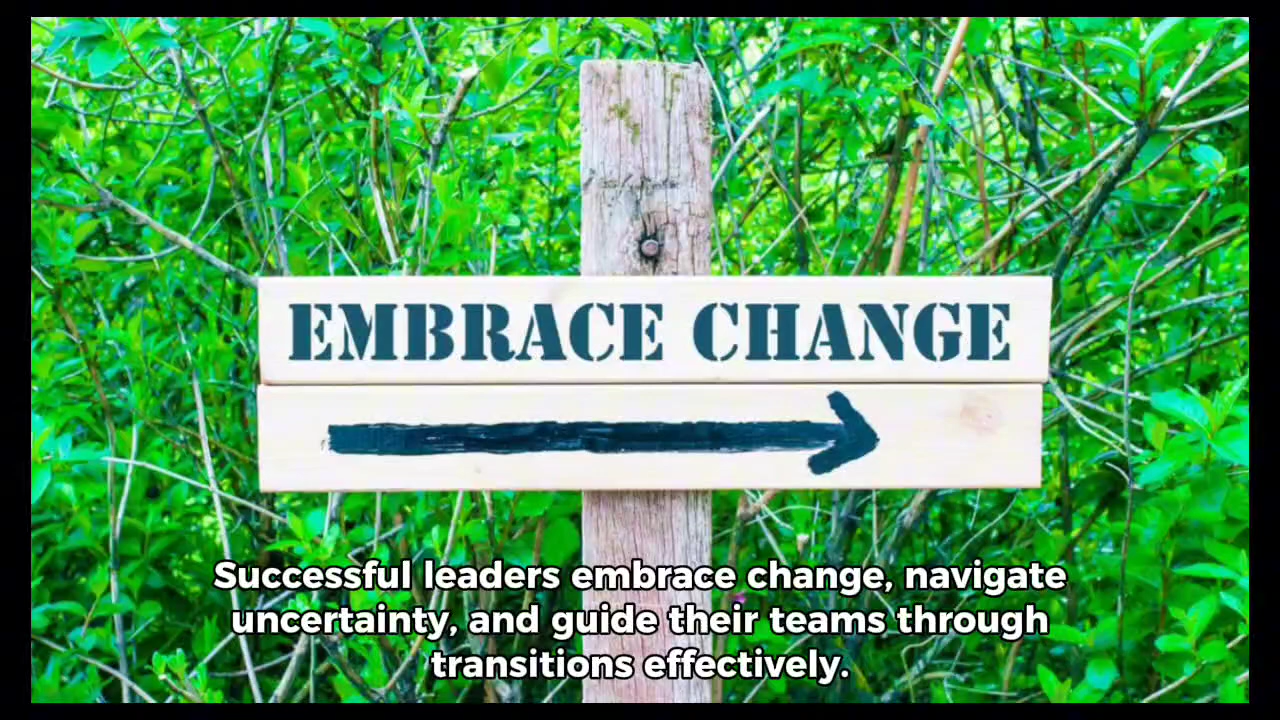 EMBRACE CHANGE
Successful leaders embrace change, navigate
uncertainty, and guide their teams through
transitions effectively.